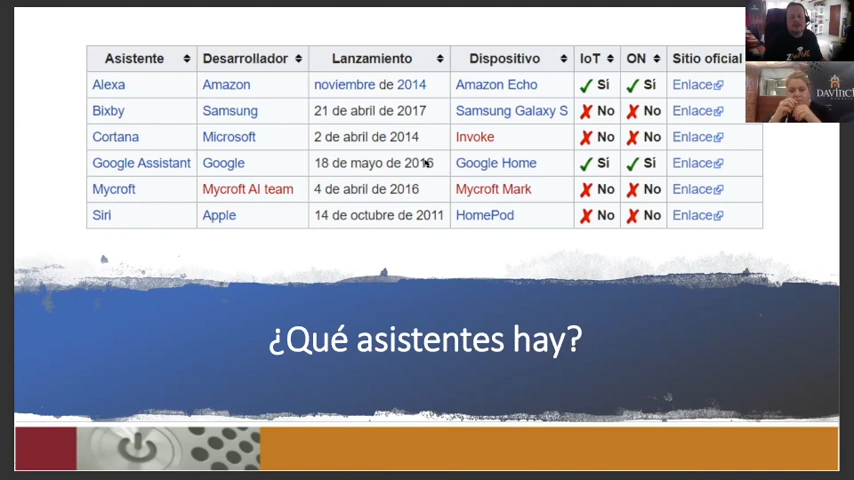 Asistente Desarrollador Lanzamiento Dispositivo IoT ON Sitio oficial
Alexa Amazon noviembre de 2014 Amazon Echo Sí Sí Enlace
Bixby Samsung 21 de abril de 2017 Samsung Galaxy S No No Enlace
Cortana Microsoft 2 de abril de 2014 Invoke No No Enlace
Google Assistant Google 18 de mayo de 2016 Google Home Sí Sí Enlace
Mycroft Mycroft AI team 4 de abril de 2016 Mycroft Mark No No Enlace
Siri Apple 14 de octubre de 2011 HomePod No No Enlace
¿Qué asistentes hay?